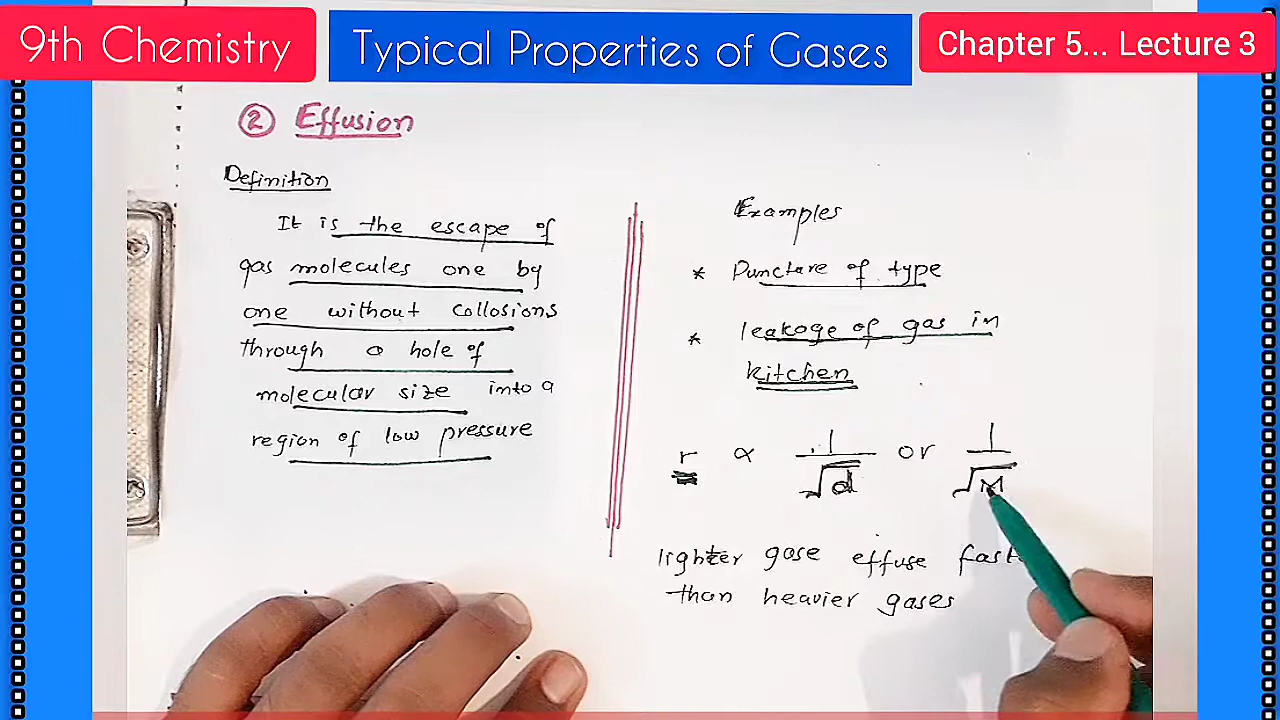 9th Chemistry
Typical Properties of Gases
Chapter 5... Lecture 3
② Effusion
Definition
It is the escape of
gas molecules one by
one without collosions
through a hole of
molecular size into a
region of low pressure
Examples
* Puncture of type
* leakoge of gas in
kitchen
r ∝ 1/√d or 1/√M
lighter gase effuse fast
than heavier gases